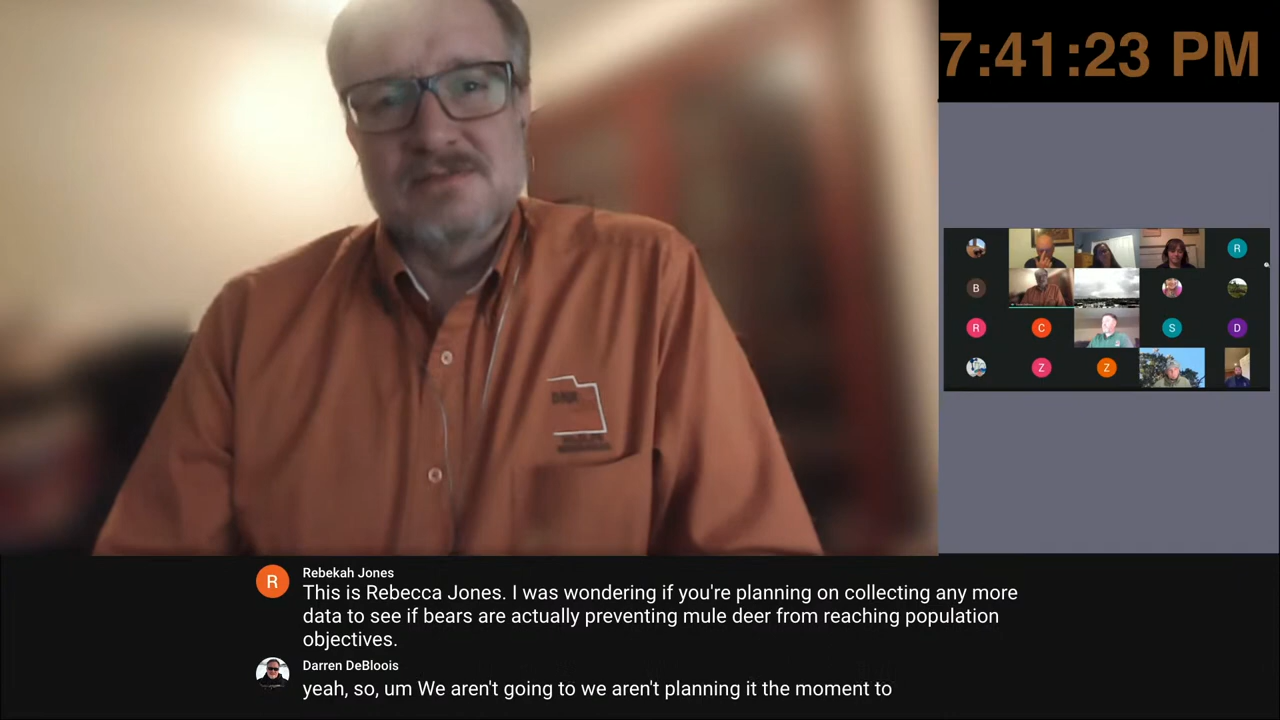 7:41:23 PM
DNR
R
B
R
C
S
D
Z
Z
R
Rebekah Jones
This is Rebecca Jones. I was wondering if you're planning on collecting any more
data to see if bears are actually preventing mule deer from reaching population
objectives.
Darren DeBloois
yeah, so, um We aren't going to we aren't planning it the moment to